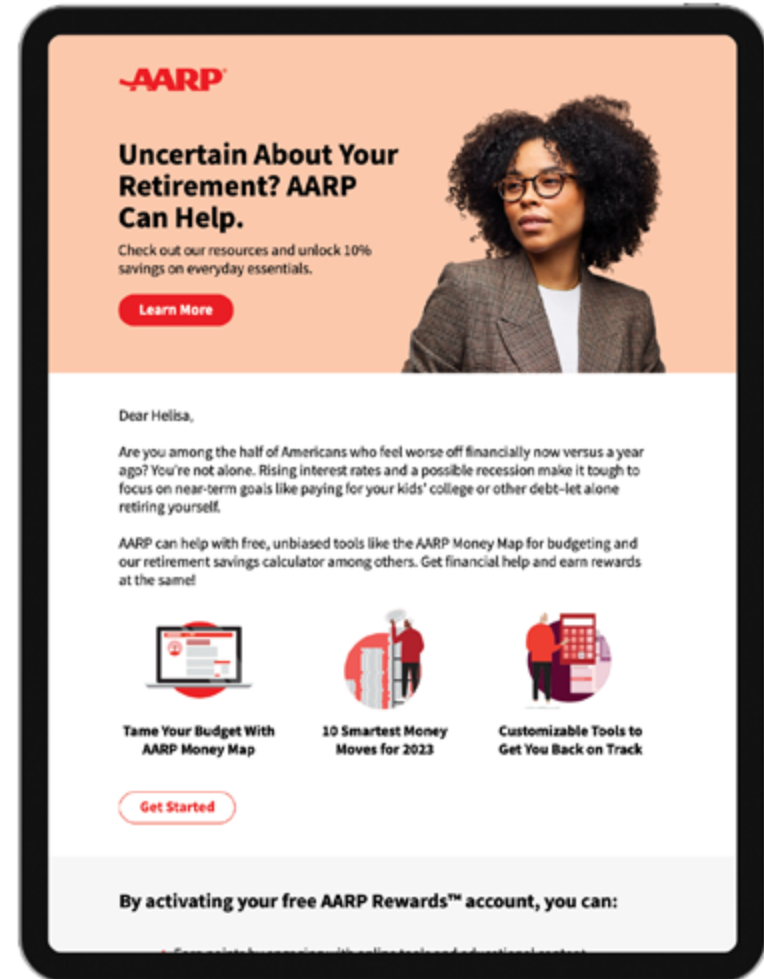 AARP
Uncertain About Your
Retirement? AARP
Can Help.
Check out our resources and unlock 10%
savings on everyday essentials.
Learn More
Dear Helisa,
Are you among the half of Americans who feel worse off financially now versus a year
ago? You're not alone. Rising interest rates and a possible recession make it tough to
focus on near-term goals like paying for your kids' college or other debt–let alone
retiring yourself.
AARP can help with free, unbiased tools like the AARP Money Map for budgeting and
our retirement savings calculator among others. Get financial help and earn rewards
at the same!
Tame Your Budget With
AARP Money Map
10 Smartest Money
Moves for 2023
Customizable Tools to
Get You Back on Track
Get Started
By activating your free AARP Rewards™ account, you can: